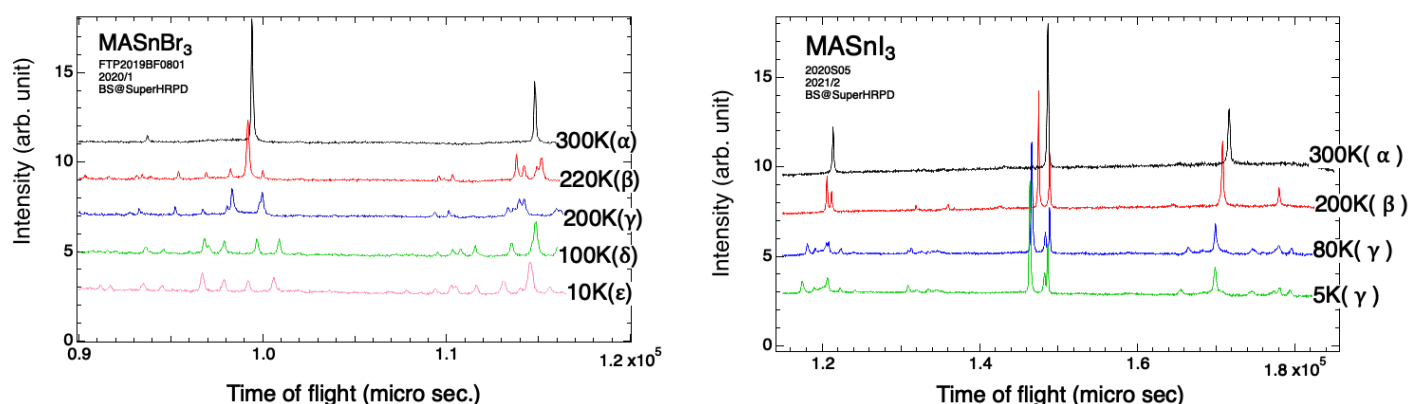 MASnBr3
FTP2019BF0801
2020/1
BS@SuperHRPD
Intensity (arb. unit)
15
10
5
0
300K(α)
220K(β)
200K(γ)
100K(δ)
10K(ε)
0.9
1.0
1.1
1.2 x10^5
Time of flight (micro sec.)
MASnI3
2020S05
2021/2
BS@SuperHRPD
Intensity (arb. unit)
15
10
5
0
300K( α )
200K( β )
80K( γ )
5K( γ )
1.2
1.4
1.6
1.8 x10^5
Time of flight (micro sec.)